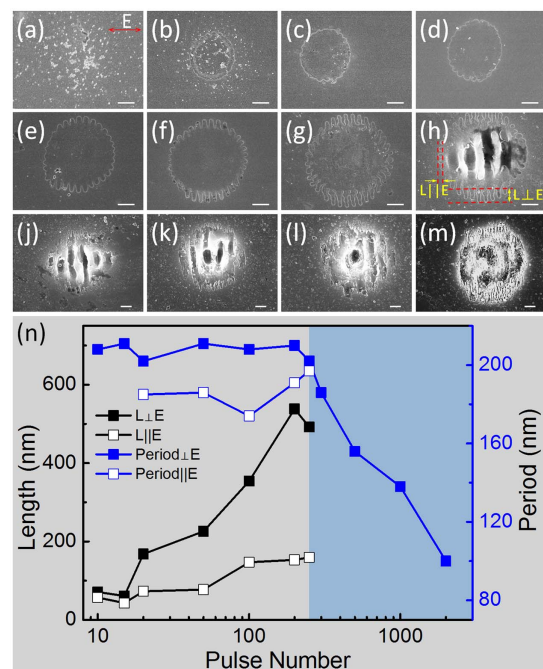 (a) E (b) (c) (d)
(e) (f) (g) (h)
L||E L⊥E
(j) (k) (l) (m)
(n)
600
400
200
0
Length (nm)
L⊥E
L||E
Period⊥E
Period||E
200
160
120
80
Period (nm)
10 100 1000
Pulse Number